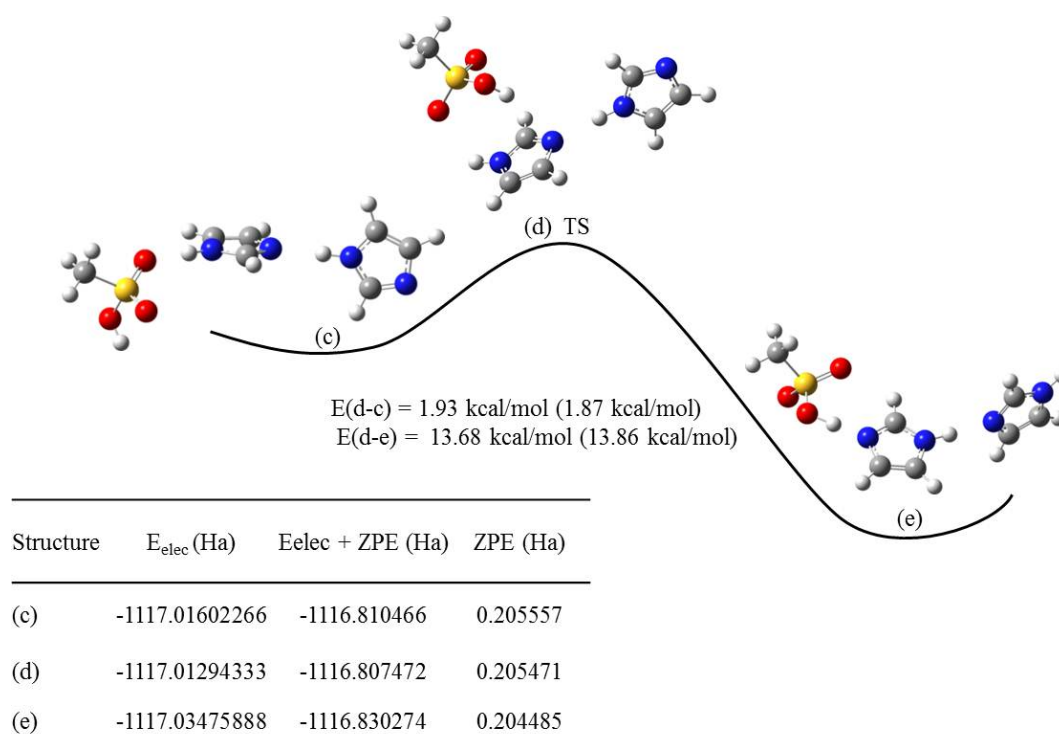 (d) TS
(c)
E(d-c) = 1.93 kcal/mol (1.87 kcal/mol)
E(d-e) = 13.68 kcal/mol (13.86 kcal/mol)
(e)
Structure E_elec (Ha) Eelec + ZPE (Ha) ZPE (Ha)
(c) -1117.01602266 -1116.810466 0.205557
(d) -1117.01294333 -1116.807472 0.205471
(e) -1117.03475888 -1116.830274 0.204485